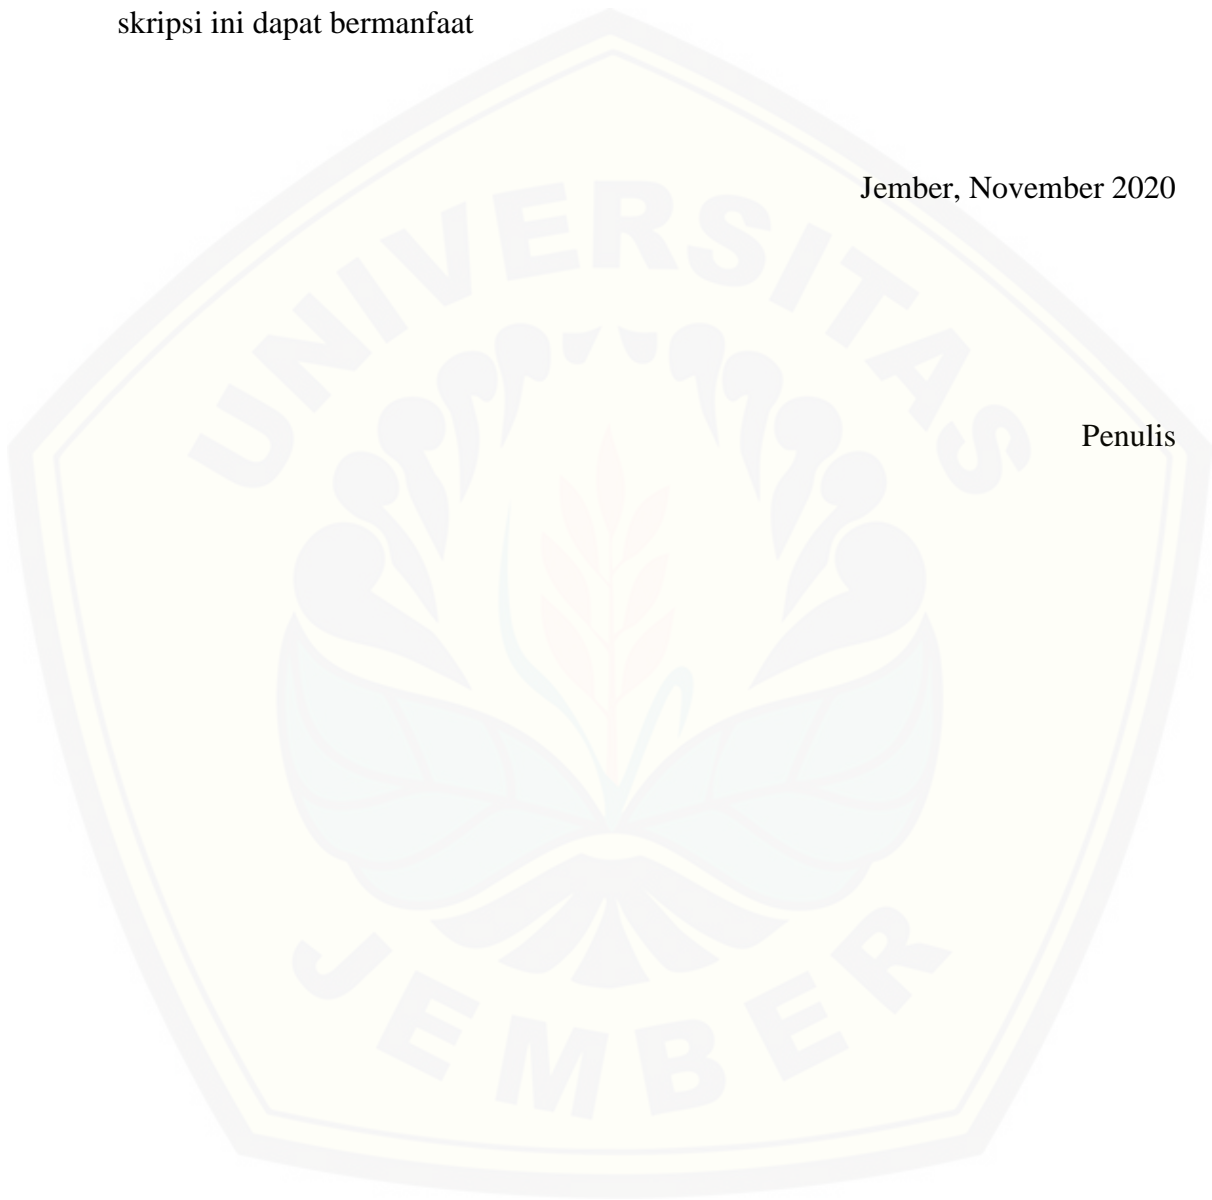 skripsi ini dapat bermanfaat
Jember, November 2020
UNIVERSITAS
Penulis
JEMBER